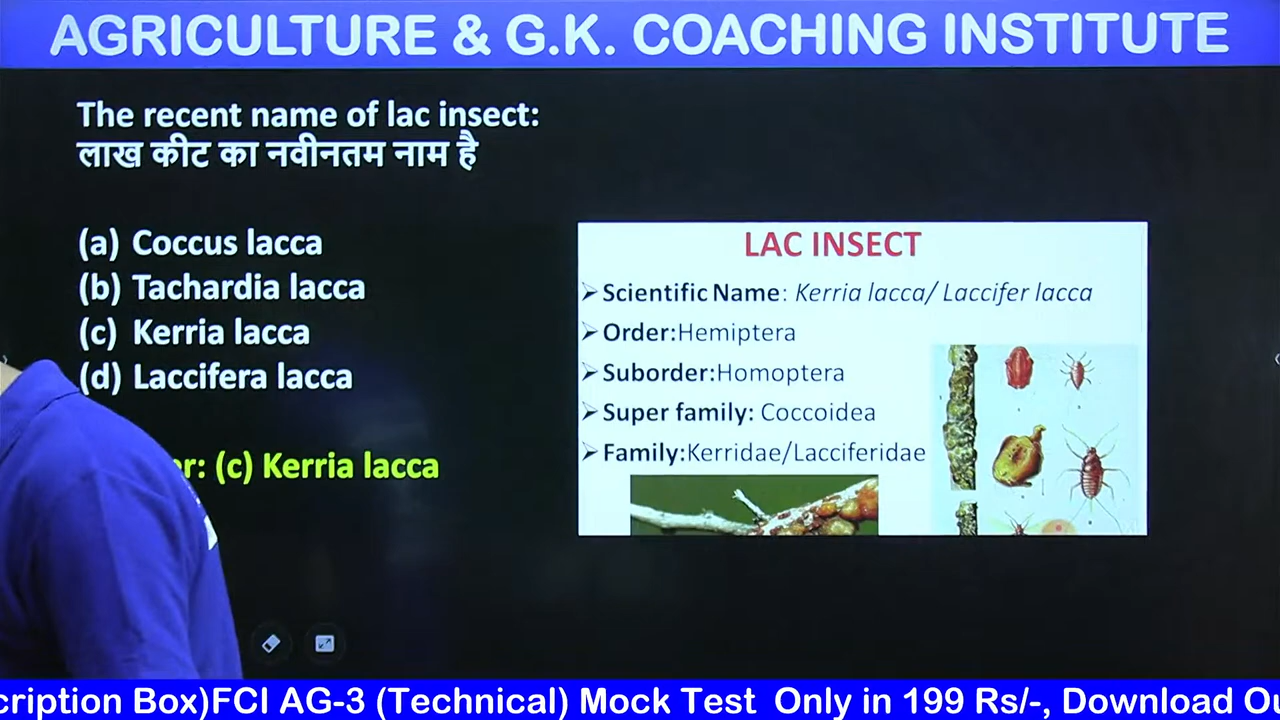 AGRICULTURE & G.K. COACHING INSTITUTE
The recent name of lac insect:
लाख कीट का नवीनतम नाम है
(a) Coccus lacca
(b) Tachardia lacca
(c) Kerria lacca
(d) Laccifera lacca
r: (c) Kerria lacca
LAC INSECT
➢Scientific Name: Kerria lacca/ Laccifer lacca
➢Order:Hemiptera
➢Suborder:Homoptera
➢Super family: Coccoidea
➢Family:Kerridae/Lacciferidae
cription Box)FCI AG-3 (Technical) Mock Test Only in 199 Rs/-, Download Ou